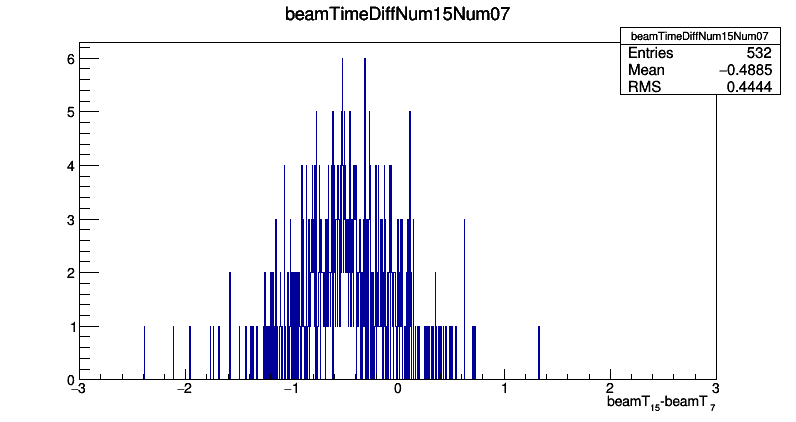 beamTimeDiffNum15Num07
beamTimeDiffNum15Num07
Entries 532
Mean −0.4885
RMS 0.4444
6
5
4
3
2
1
0
−3 −2 −1 0 1 2 3
beamT15-beamT7